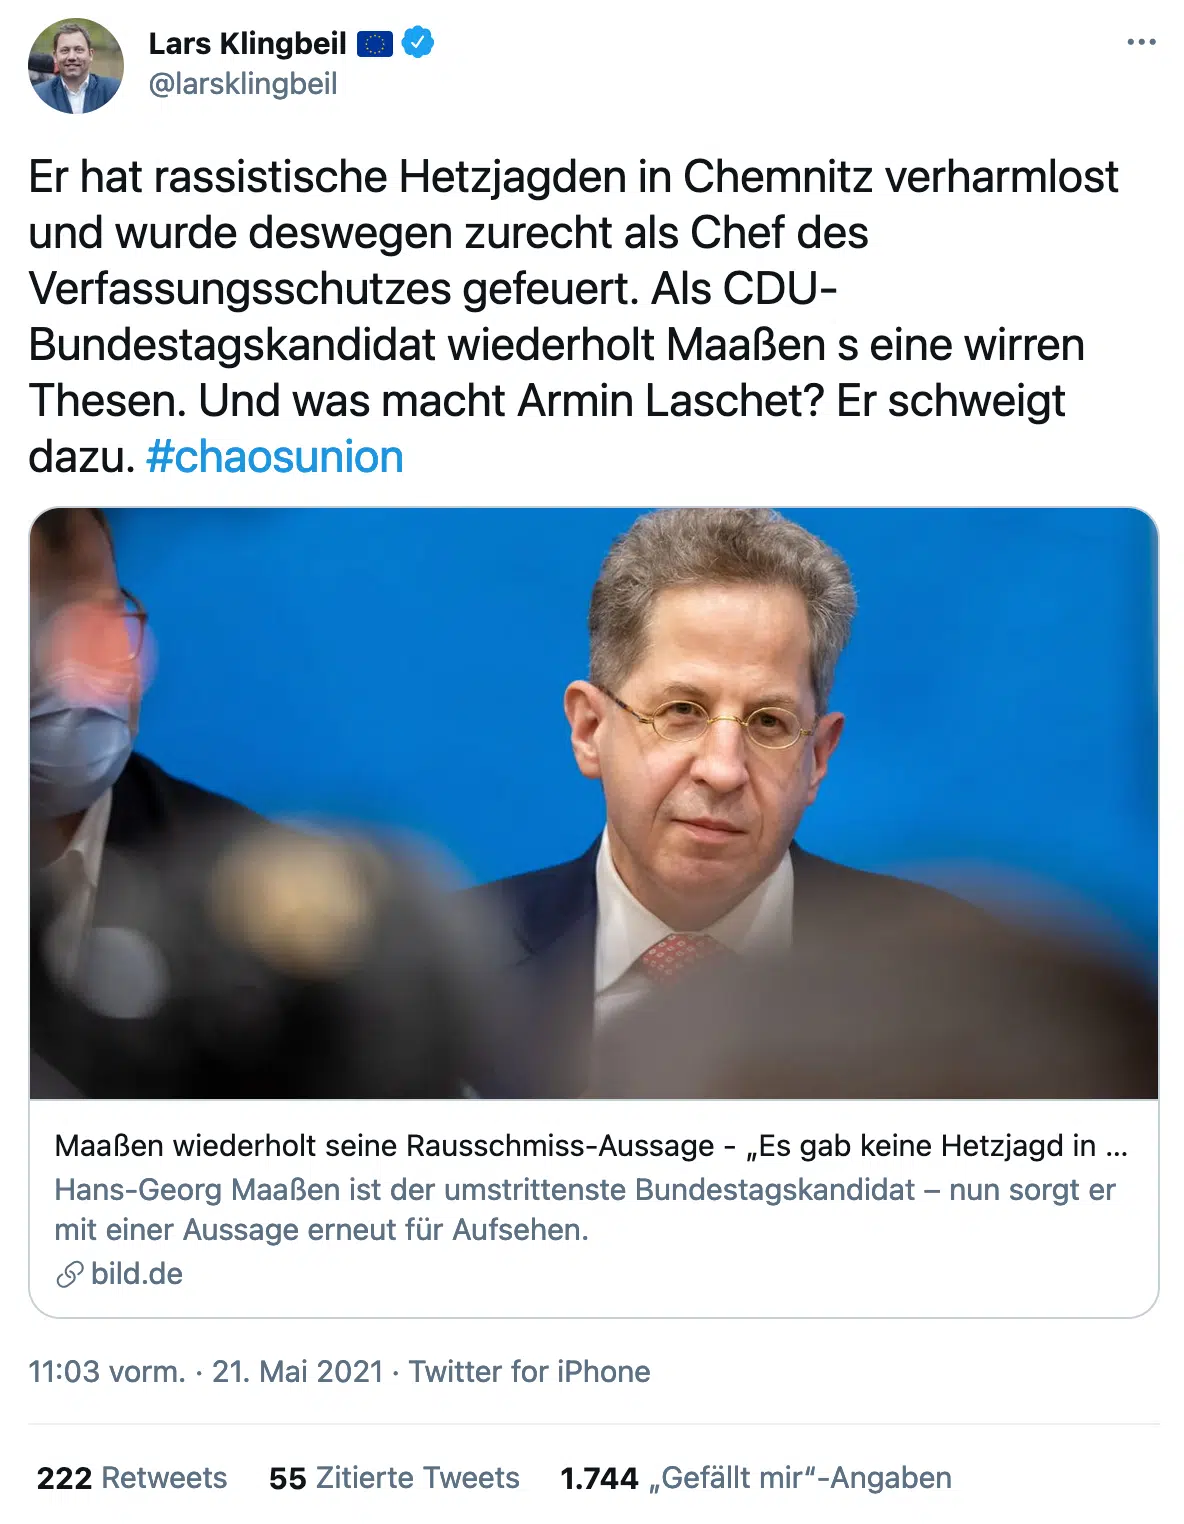 Lars Klingbeil 🇪🇺
@larsklingbeil
Er hat rassistische Hetzjagden in Chemnitz verharmlost
und wurde deswegen zurecht als Chef des
Verfassungsschutzes gefeuert. Als CDU-
Bundestagskandidat wiederholt Maaßen s eine wirren
Thesen. Und was macht Armin Laschet? Er schweigt
dazu. #chaosunion
Maaßen wiederholt seine Rausschmiss-Aussage - „Es gab keine Hetzjagd in ...
Hans-Georg Maaßen ist der umstrittenste Bundestagskandidat – nun sorgt er
mit einer Aussage erneut für Aufsehen.
bild.de
11:03 vorm. · 21. Mai 2021 · Twitter for iPhone
222 Retweets 55 Zitierte Tweets 1.744 „Gefällt mir“-Angaben